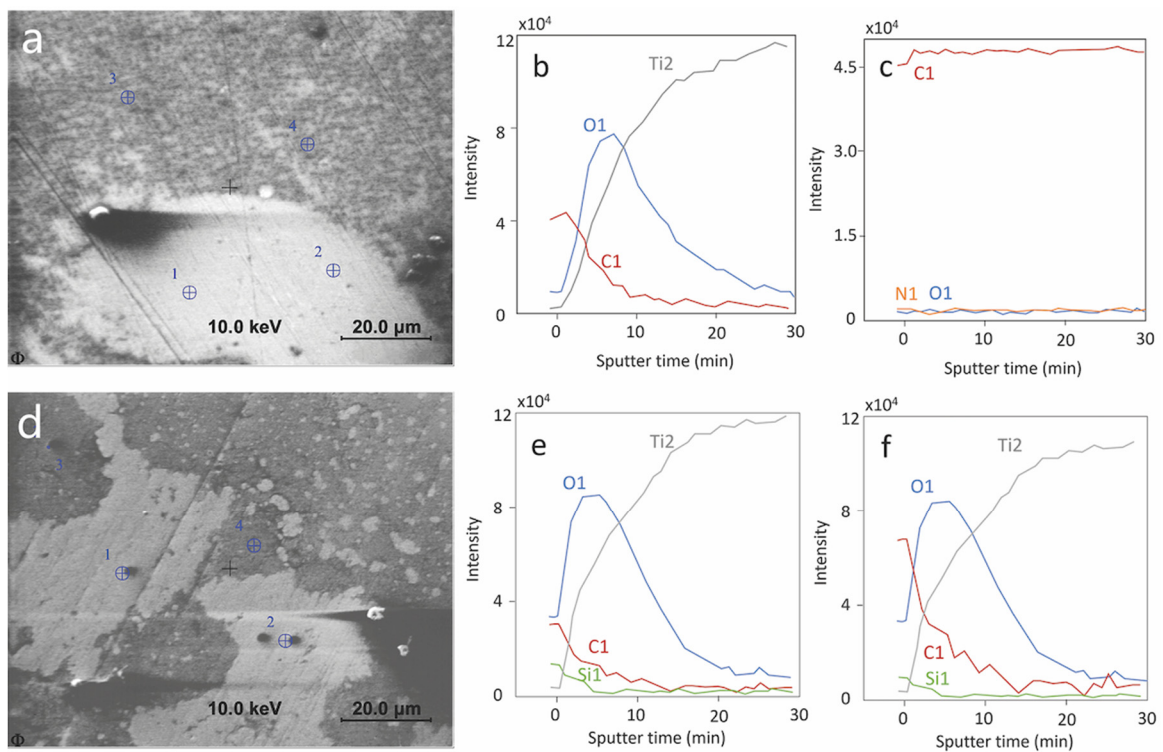 a
3
4
1
2
10.0 keV
20.0 µm
Φ
x10⁴
12
8
4
0
b
Ti2
O1
C1
Intensity
0
10
20
30
Sputter time (min)
x10⁴
4.5
3.0
1.5
0
c
C1
N1
O1
Intensity
0
10
20
30
Sputter time (min)
d
3
4
1
2
10.0 keV
20.0 µm
Φ
x10⁴
12
8
4
0
e
Ti2
O1
C1
Si1
Intensity
0
10
20
30
Sputter time (min)
x10⁴
12
8
4
0
f
Ti2
O1
C1
Si1
Intensity
0
10
20
30
Sputter time (min)